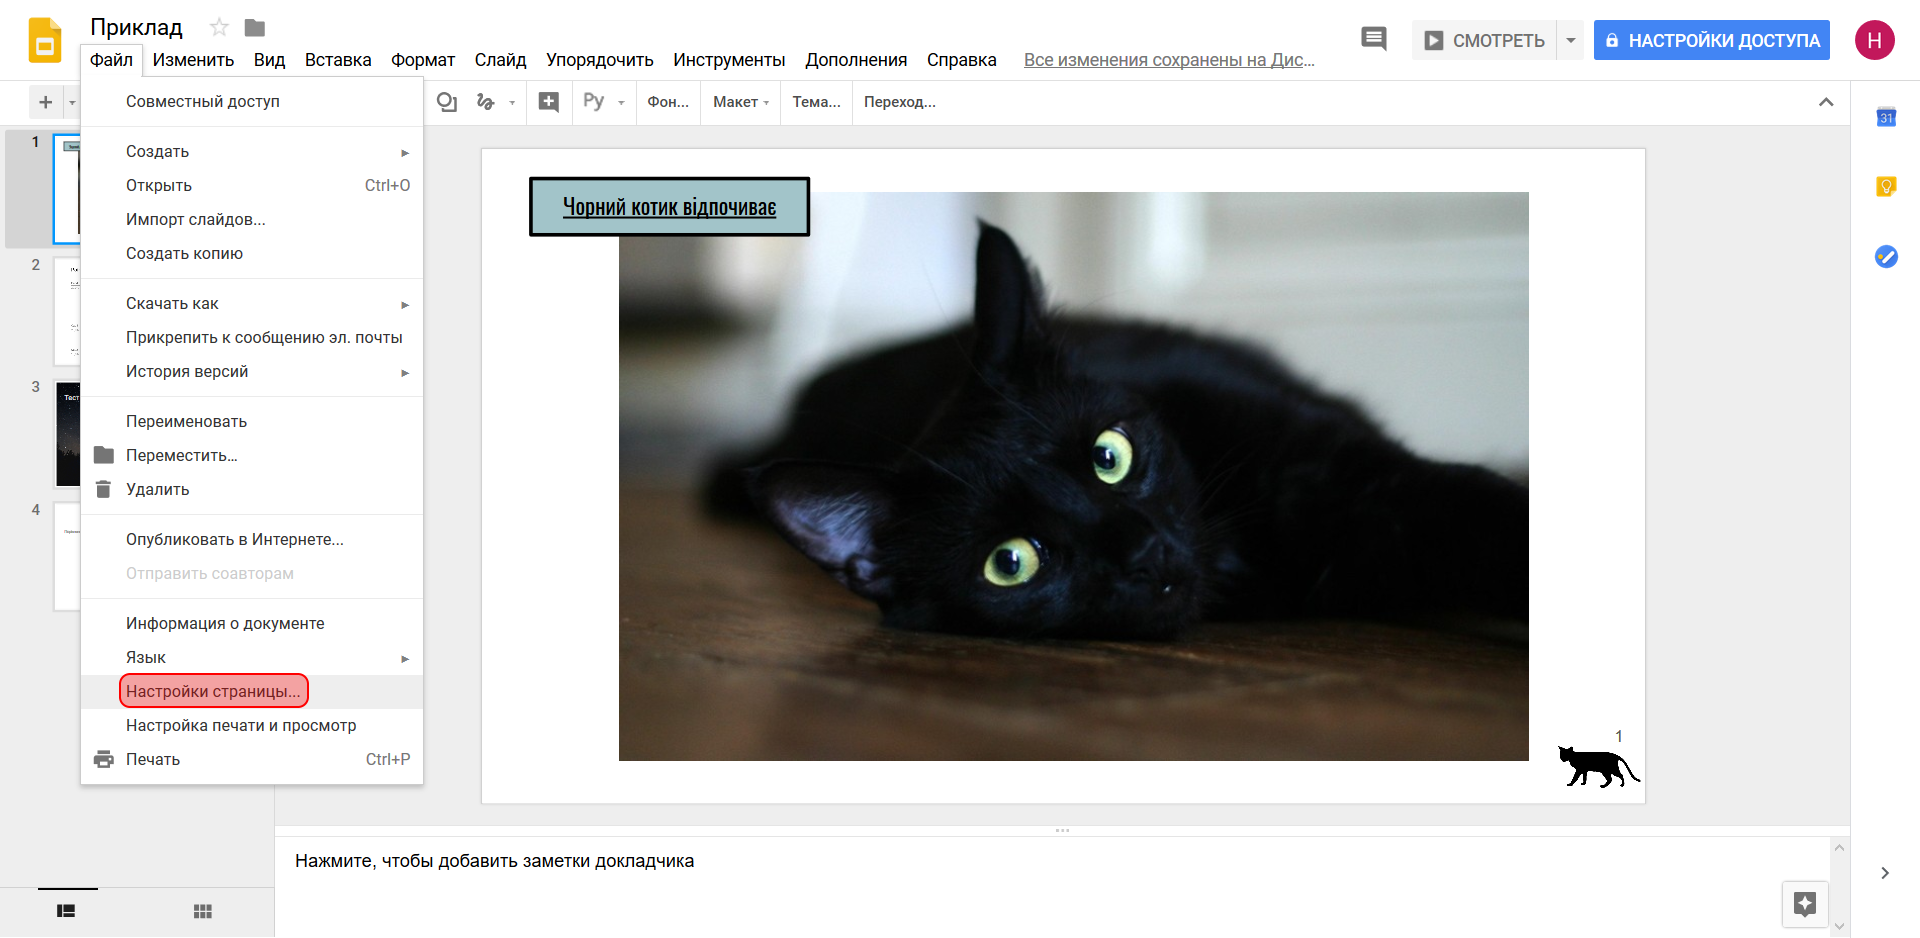 Приклад
Файл Изменить Вид Вставка Формат Слайд Упорядочить Инструменты Дополнения Справка Все изменения сохранены на Дис...
СМОТРЕТЬ
НАСТРОЙКИ ДОСТУПА
Н
Py Фон... Макет Тема... Переход...
31
Совместный доступ
Создать
Открыть Ctrl+O
Импорт слайдов...
Создать копию
Скачать как
Прикрепить к сообщению эл. почты
История версий
Переименовать
Переместить...
Удалить
Опубликовать в Интернете...
Отправить соавторам
Информация о документе
Язык
Настройки страницы...
Настройка печати и просмотр
Печать Ctrl+P
1
2
3
Тест
4
Чорний котик відпочиває
1
Нажмите, чтобы добавить заметки докладчика